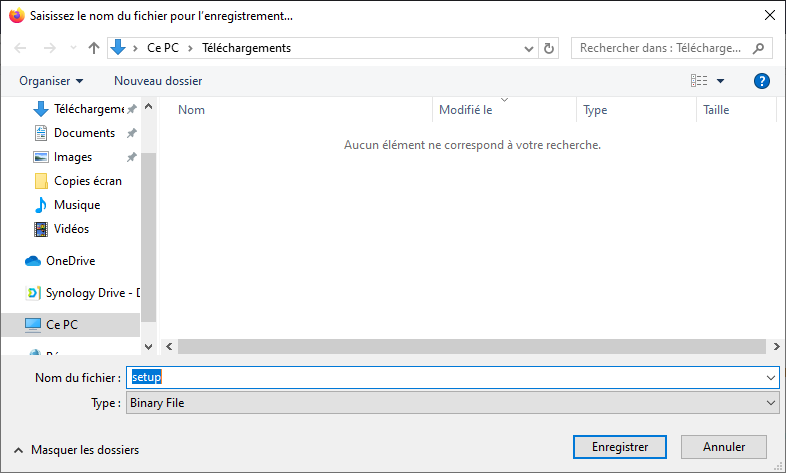 Saisissez le nom du fichier pour l'enregistrement...
Ce PC > Téléchargements
Rechercher dans : Télécharge...
Organiser
Nouveau dossier
?
Nom
Modifié le
Type
Taille
Aucun élément ne correspond à votre recherche.
Téléchargeme
Documents
Images
Copies écran
Musique
Vidéos
OneDrive
Synology Drive - D
Ce PC
Nom du fichier :
setup
Type :
Binary File
Masquer les dossiers
Enregistrer
Annuler